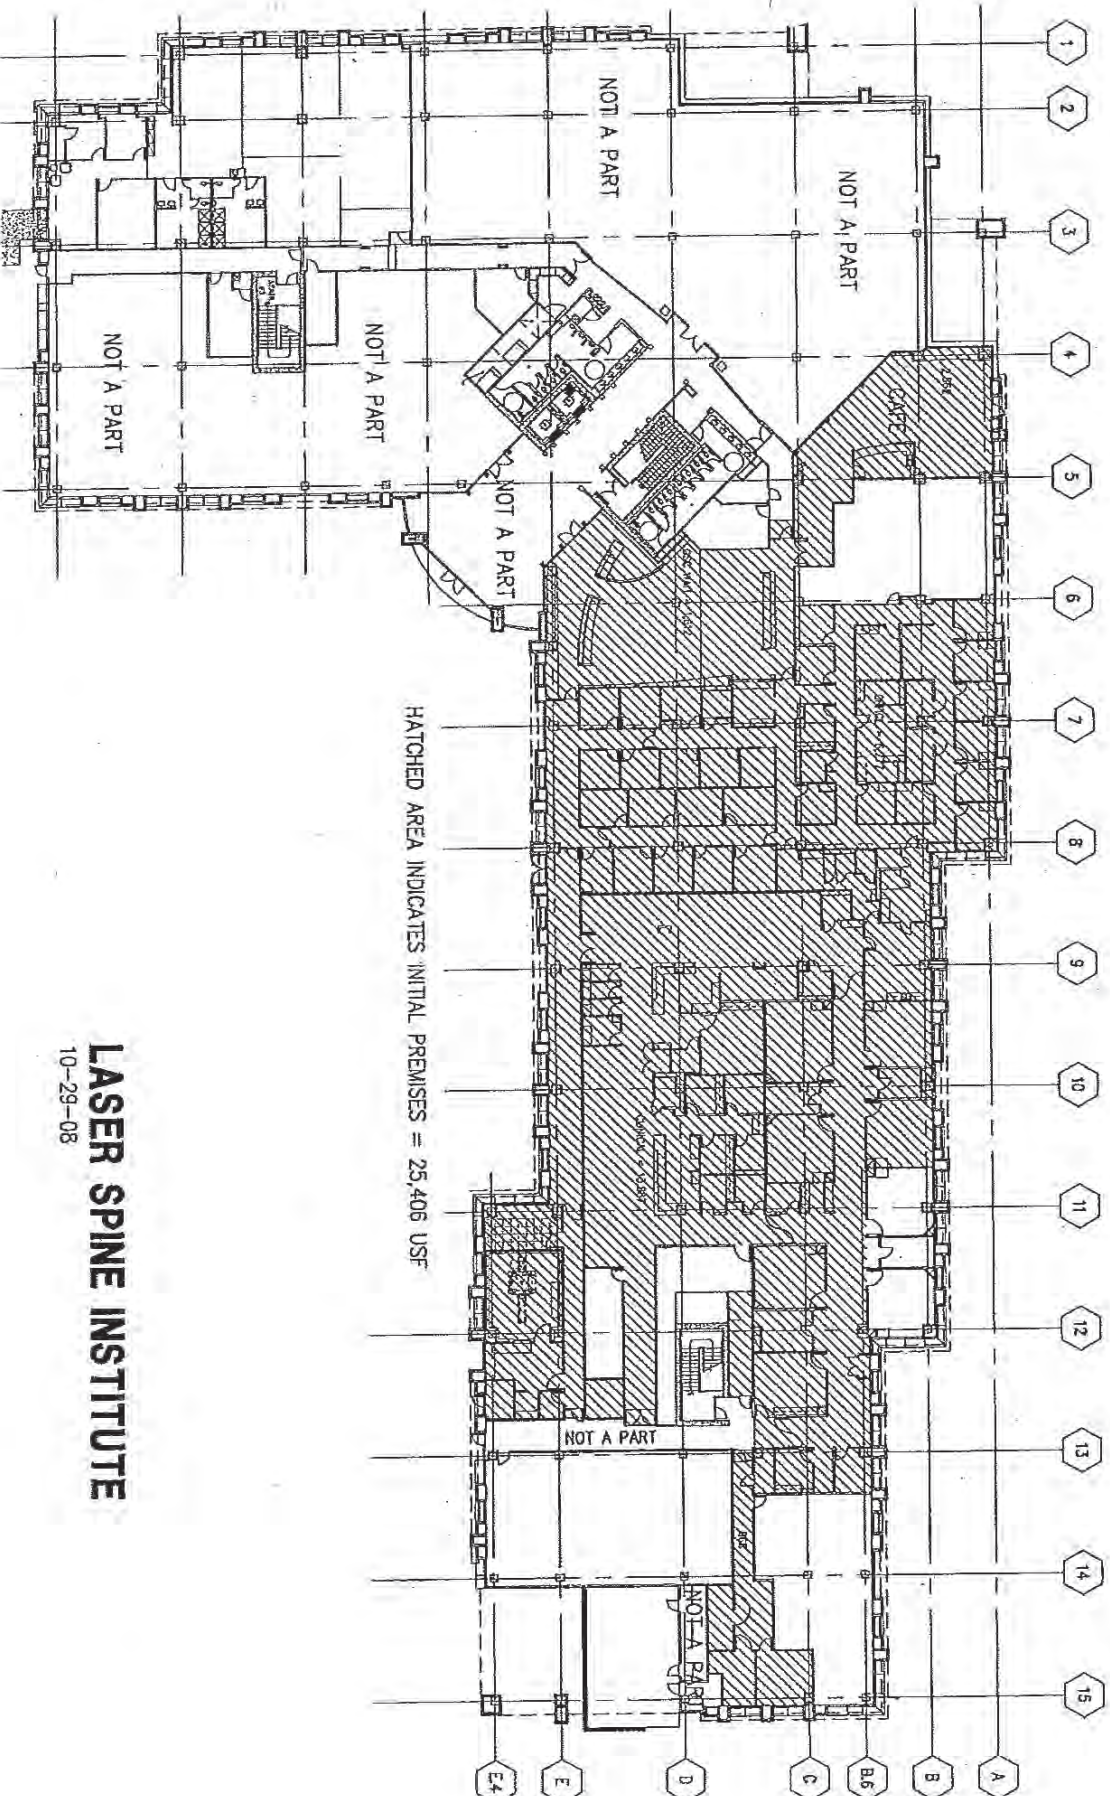 1
2
3
4
5
6
7
8
9
10
11
12
13
14
15
A
B
B.6
C
D
E
E.4
NOT A PART
NOT A PART
NOT A PART
NOT A PART
NOT A PART
CAFE
NOT A PART
NOT A PAR
HATCHED AREA INDICATES INITIAL PREMISES = 25,406 USF
LASER SPINE INSTITUTE
10-29-08